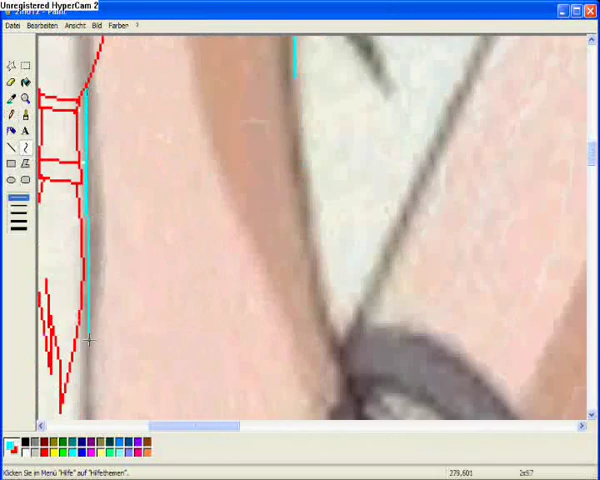 Unregistered HyperCam 2
Datei Bearbeiten Ansicht Bild Farben ?
A
Klicken Sie im Menü "Hilfe" auf "Hilfethemen".
279,601
2x57